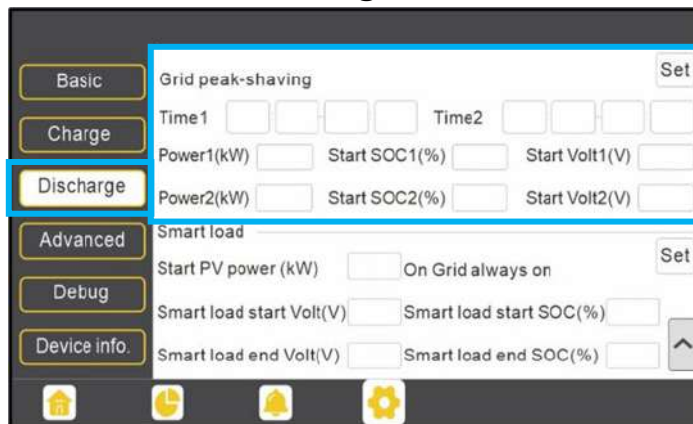 Basic
Charge
Discharge
Advanced
Debug
Device info.
Grid peak-shaving Set
Time1 Time2
Power1(kW) Start SOC1(%) Start Volt1(V)
Power2(kW) Start SOC2(%) Start Volt2(V)
Smart load Set
Start PV power (kW) On Grid always on
Smart load start Volt(V) Smart load start SOC(%)
Smart load end Volt(V) Smart load end SOC(%)